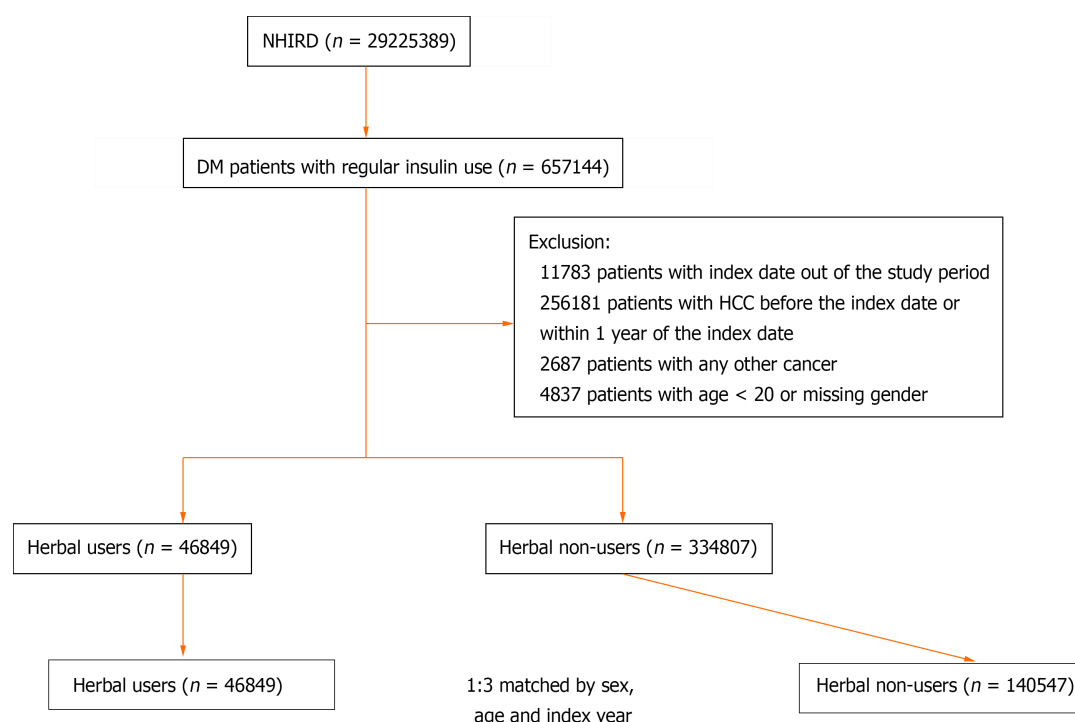 NHIRD (n = 29225389)
DM patients with regular insulin use (n = 657144)
Exclusion:
11783 patients with index date out of the study period
256181 patients with HCC before the index date or
within 1 year of the index date
2687 patients with any other cancer
4837 patients with age < 20 or missing gender
Herbal users (n = 46849)
Herbal non-users (n = 334807)
Herbal users (n = 46849)
1:3 matched by sex,
age and index year
Herbal non-users (n = 140547)